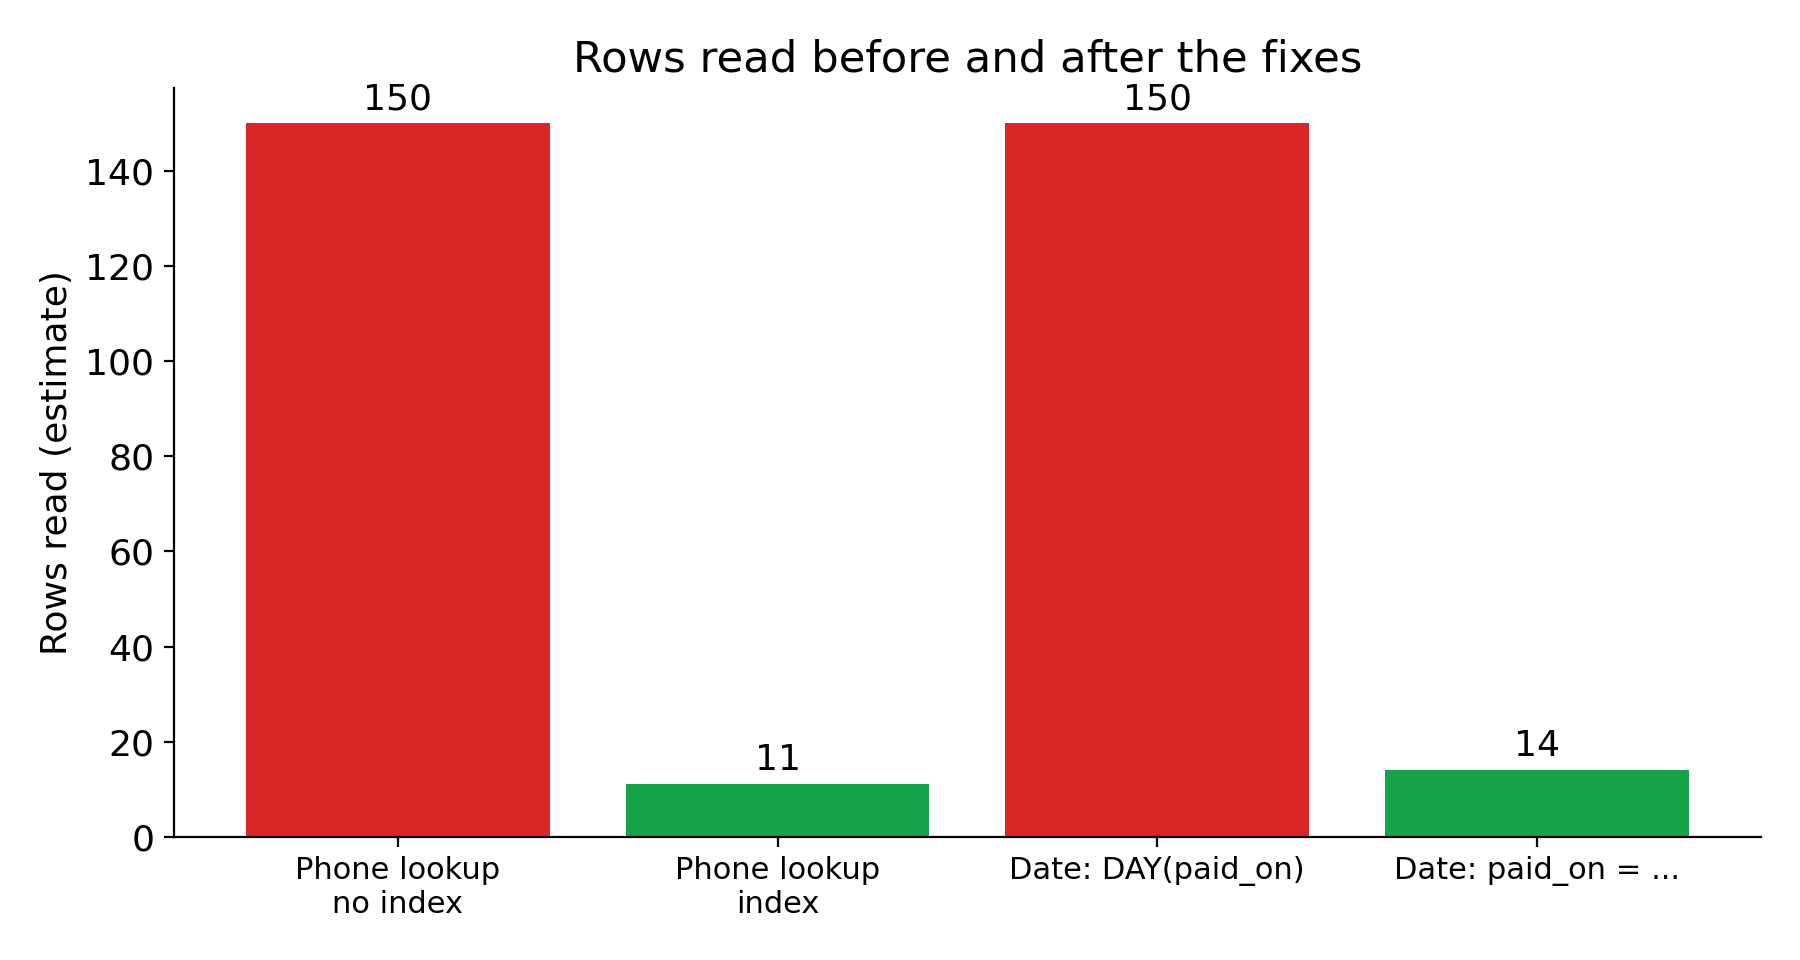 Rows read before and after the fixes
150
150
11
14
Rows read (estimate)
140
120
100
80
60
40
20
0
Phone lookup
no index
Phone lookup
index
Date: DAY(paid_on)
Date: paid_on = ...